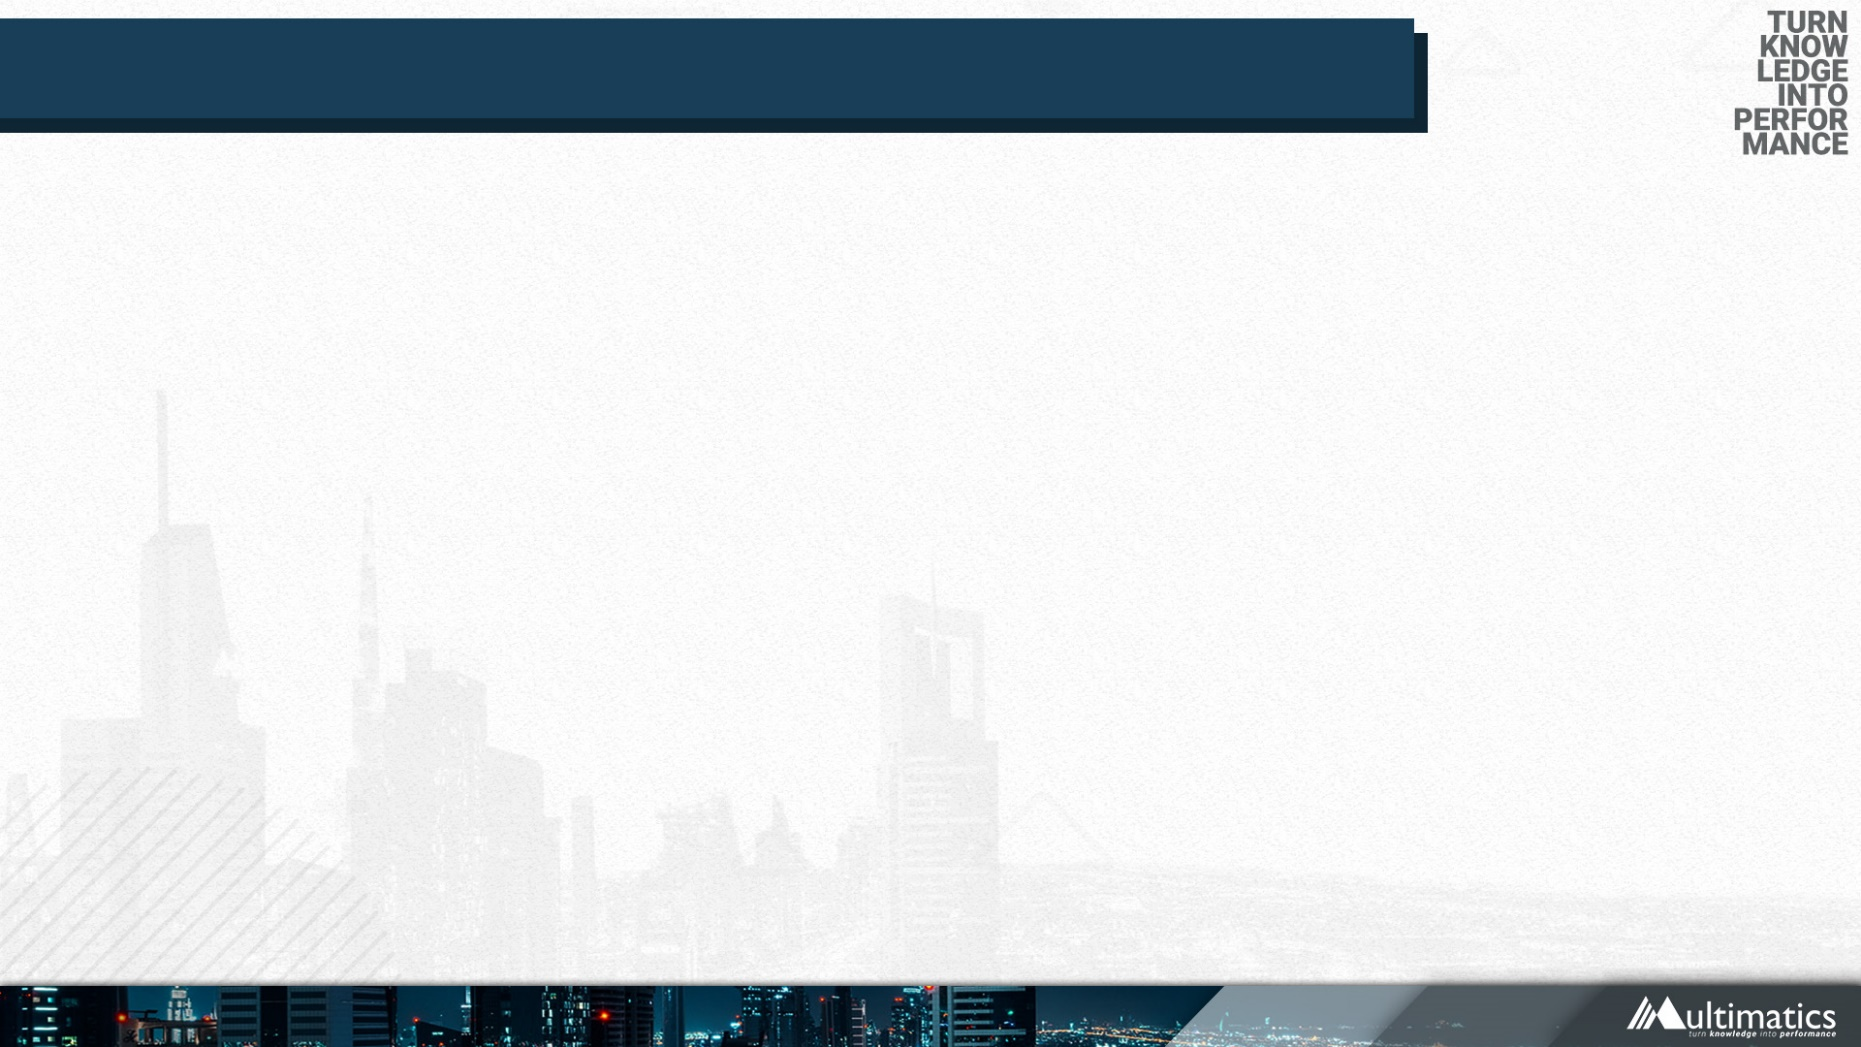 TURN
KNOW
LEDGE
INTO
PERFOR
MANCE
ultimatics
turn knowledge into performance